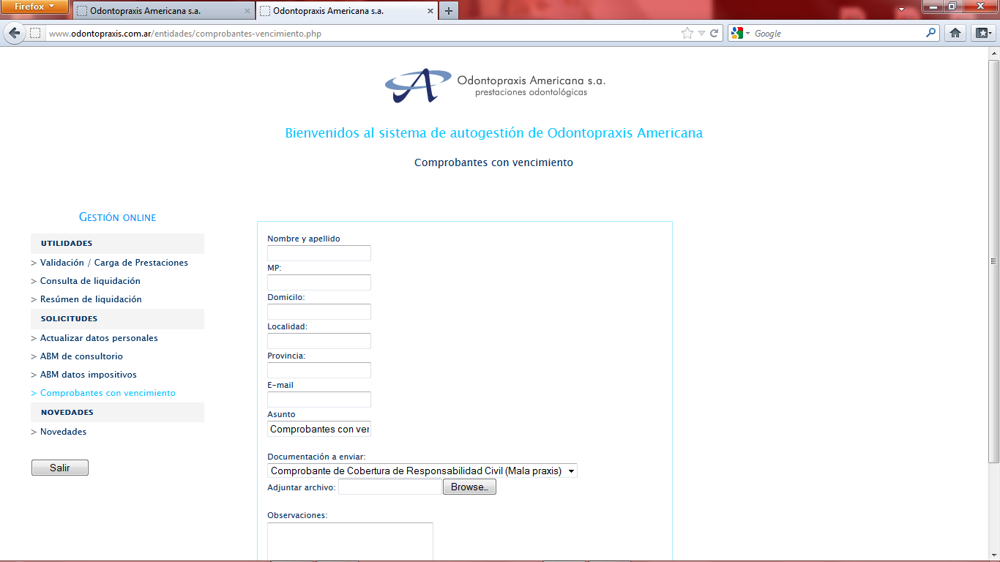 Firefox
Odontopraxis Americana s.a.
Odontopraxis Americana s.a.
www.odontopraxis.com.ar/entidades/comprobantes-vencimiento.php
Google
Odontopraxis Americana s.a.
prestaciones odontológicas
Bienvenidos al sistema de autogestión de Odontopraxis Americana
Comprobantes con vencimiento
Gestión online
UTILIDADES
> Validación / Carga de Prestaciones
> Consulta de liquidación
> Resúmen de liquidación
SOLICITUDES
> Actualizar datos personales
> ABM de consultorio
> ABM datos impositivos
> Comprobantes con vencimiento
NOVEDADES
> Novedades
Salir
Nombre y apellido
MP:
Domicilo:
Localidad:
Provincia:
E-mail
Asunto
Comprobantes con ver
Documentación a enviar:
Comprobante de Cobertura de Responsabilidad Civil (Mala praxis)
Adjuntar archivo:
Browse...
Observaciones: